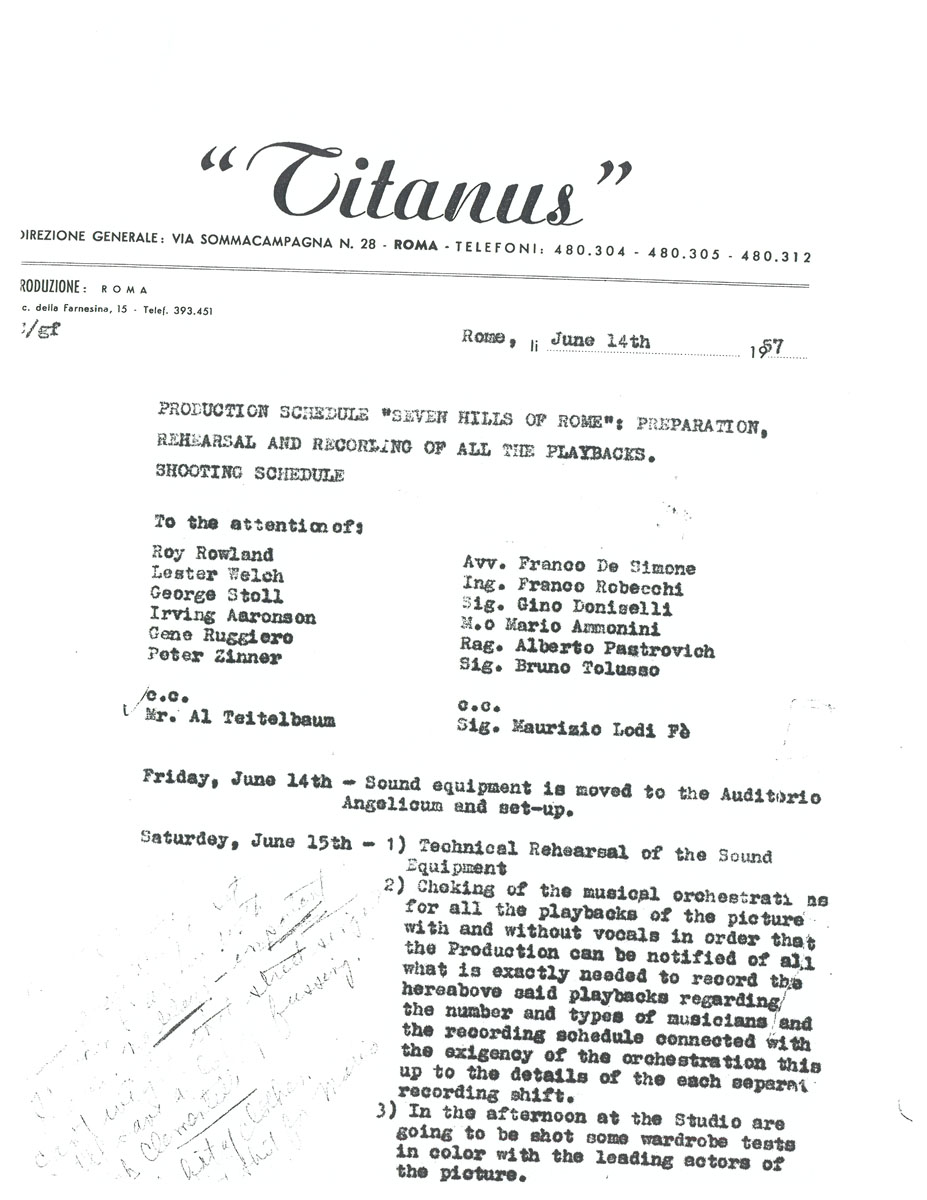 "Titanus"
DIREZIONE GENERALE: VIA SOMMACAMPAGNA N. 28 - ROMA - TELEFONI: 480.304 - 480.305 - 480.312
RODUZIONE: ROMA
c. della Farnesina, 15 - Telef. 393.451
:/gf
Rome, li June 14th 1957
PRODUCTION SCHEDULE "SEVEN HILLS OF ROME": PREPARATION,
REHEARSAL AND RECORDING OF ALL THE PLAYBACKS.
SHOOTING SCHEDULE
To the attention of:
Roy Rowland
Lester Welch
George Stoll
Irving Aaronson
Gene Ruggiero
Peter Zinner
c.c.
Mr. Al Teitelbaum
Avv. Franco De Simone
Ing. Franco Robecchi
Sig. Gino Doniselli
M.o Mario Ammonini
Rag. Alberto Pastrovich
Sig. Bruno Tolusso
c.c.
Sig. Maurizio Lodi Fè
Friday, June 14th - Sound equipment is moved to the Auditorio
Angelicum and set-up.
Saturday, June 15th - 1) Technical Rehearsal of the Sound
Equipment
2) Cheking of the musical orchestrati ns
for all the playbacks of the picture
with and without vocals in order that
the Production can be notified of all
what is exactly needed to record the
hereabove said playbacks regarding
the number and types of musicians and
the recording schedule connected with
the exigency of the orchestration this
up to the details of the each separat
recording shift.
3) In the afternoon at the Studio are
going to be shot some wardrobe tests
in color with the leading actors of
the picture.
street
fussing.